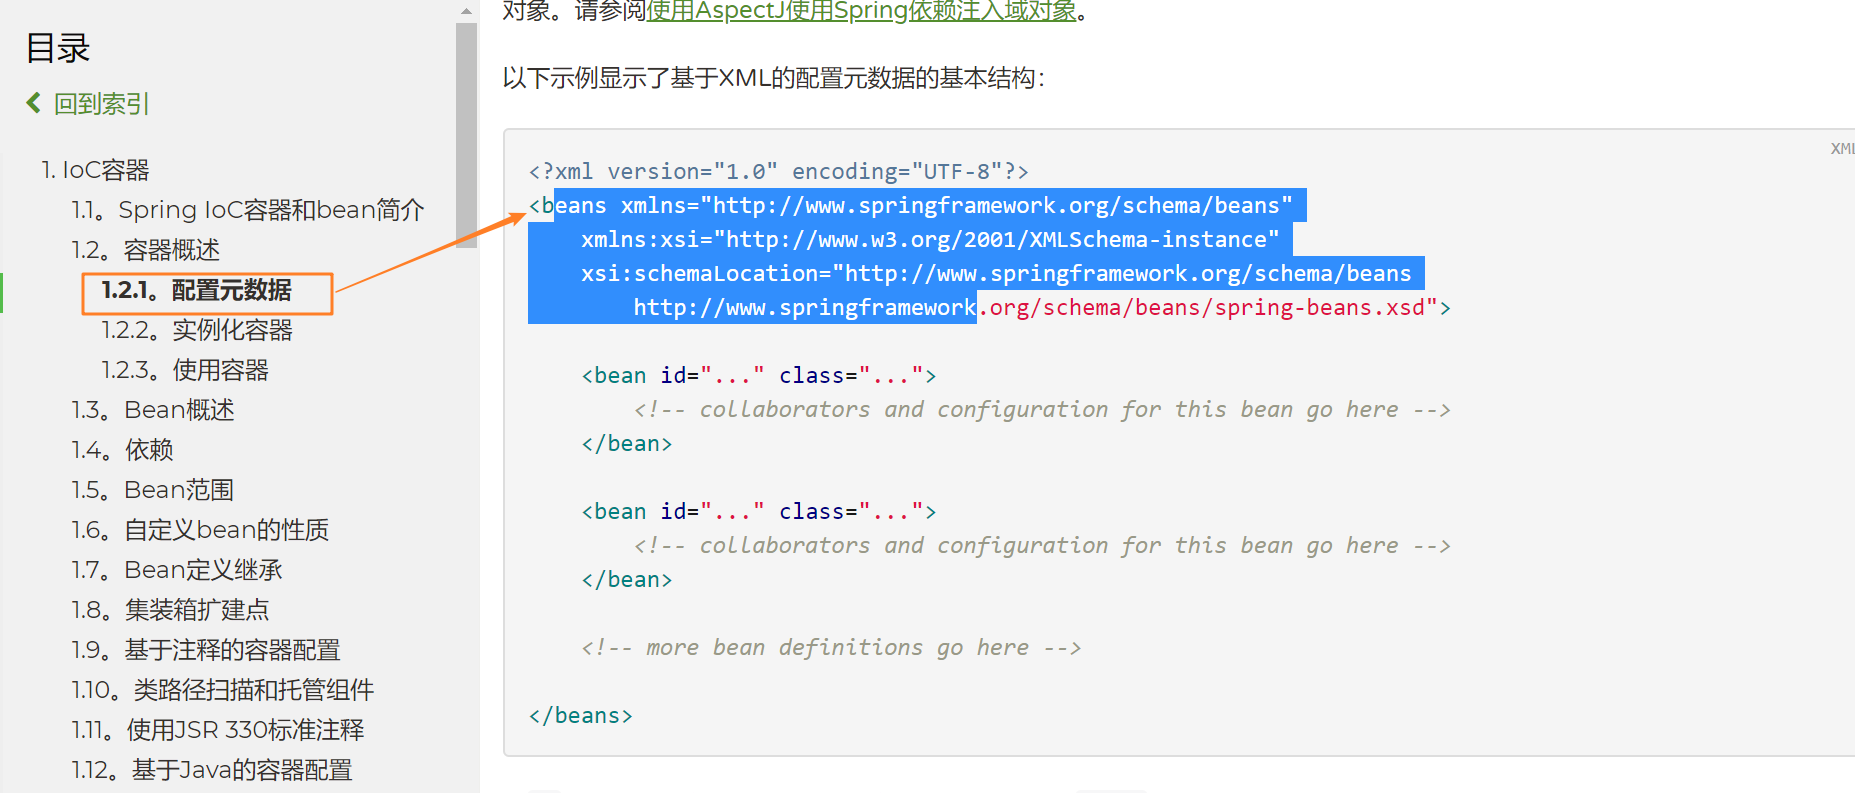 目录
回到索引
1. IoC容器
1.1。Spring IoC容器和bean简介
1.2。容器概述
1.2.1。配置元数据
1.2.2。实例化容器
1.2.3。使用容器
1.3。Bean概述
1.4。依赖
1.5。Bean范围
1.6。自定义bean的性质
1.7。Bean定义继承
1.8。集装箱扩建点
1.9。基于注释的容器配置
1.10。类路径扫描和托管组件
1.11。使用JSR 330标准注释
1.12。基于Java的容器配置
对象。请参阅使用AspectJ使用Spring依赖注入域对象。
以下示例显示了基于XML的配置元数据的基本结构：
XML
<?xml version="1.0" encoding="UTF-8"?>
<beans xmlns="http://www.springframework.org/schema/beans"
    xmlns:xsi="http://www.w3.org/2001/XMLSchema-instance"
    xsi:schemaLocation="http://www.springframework.org/schema/beans
        http://www.springframework.org/schema/beans/spring-beans.xsd">
    <bean id="..." class="...">
        <!-- collaborators and configuration for this bean go here -->
    </bean>
    <bean id="..." class="...">
        <!-- collaborators and configuration for this bean go here -->
    </bean>
    <!-- more bean definitions go here -->
</beans>